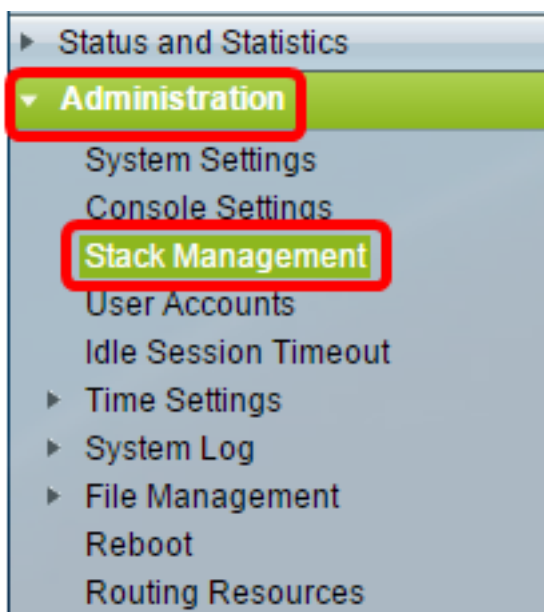 Status and Statistics
Administration
System Settings
Console Settings
Stack Management
User Accounts
Idle Session Timeout
Time Settings
System Log
File Management
Reboot
Routing Resources